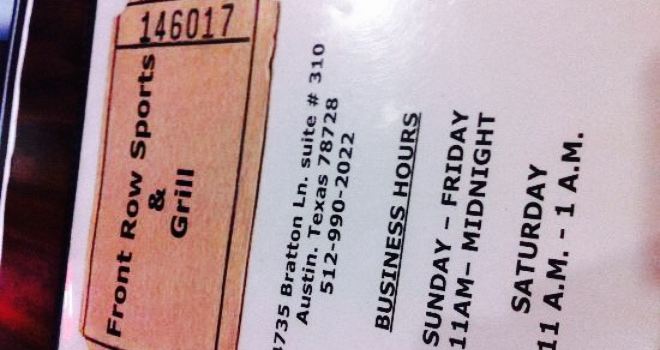 146017
Front Row Sports
&
Grill
4735 Bratton Ln. suite # 310
Austin. Texas 78728
512-990-2022
BUSINESS HOURS
SUNDAY – FRIDAY
11AM– MIDNIGHT
SATURDAY
11 A.M. - 1 A.M.